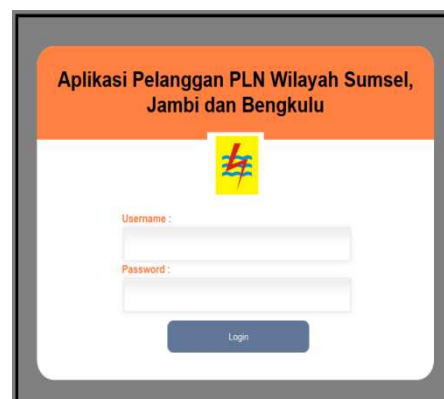 Aplikasi Pelanggan PLN Wilayah Sumsel,
Jambi dan Bengkulu
Username :
Password :
Login